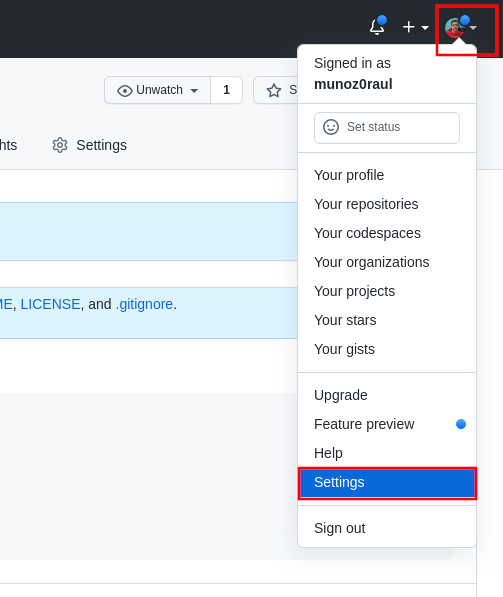 Signed in as
munoz0raul
Unwatch
1
S
Set status
hts
Settings
Your profile
Your repositories
Your codespaces
Your organizations
Your projects
Your stars
Your gists
ME, LICENSE, and .gitignore.
Upgrade
Feature preview
Help
Settings
Sign out